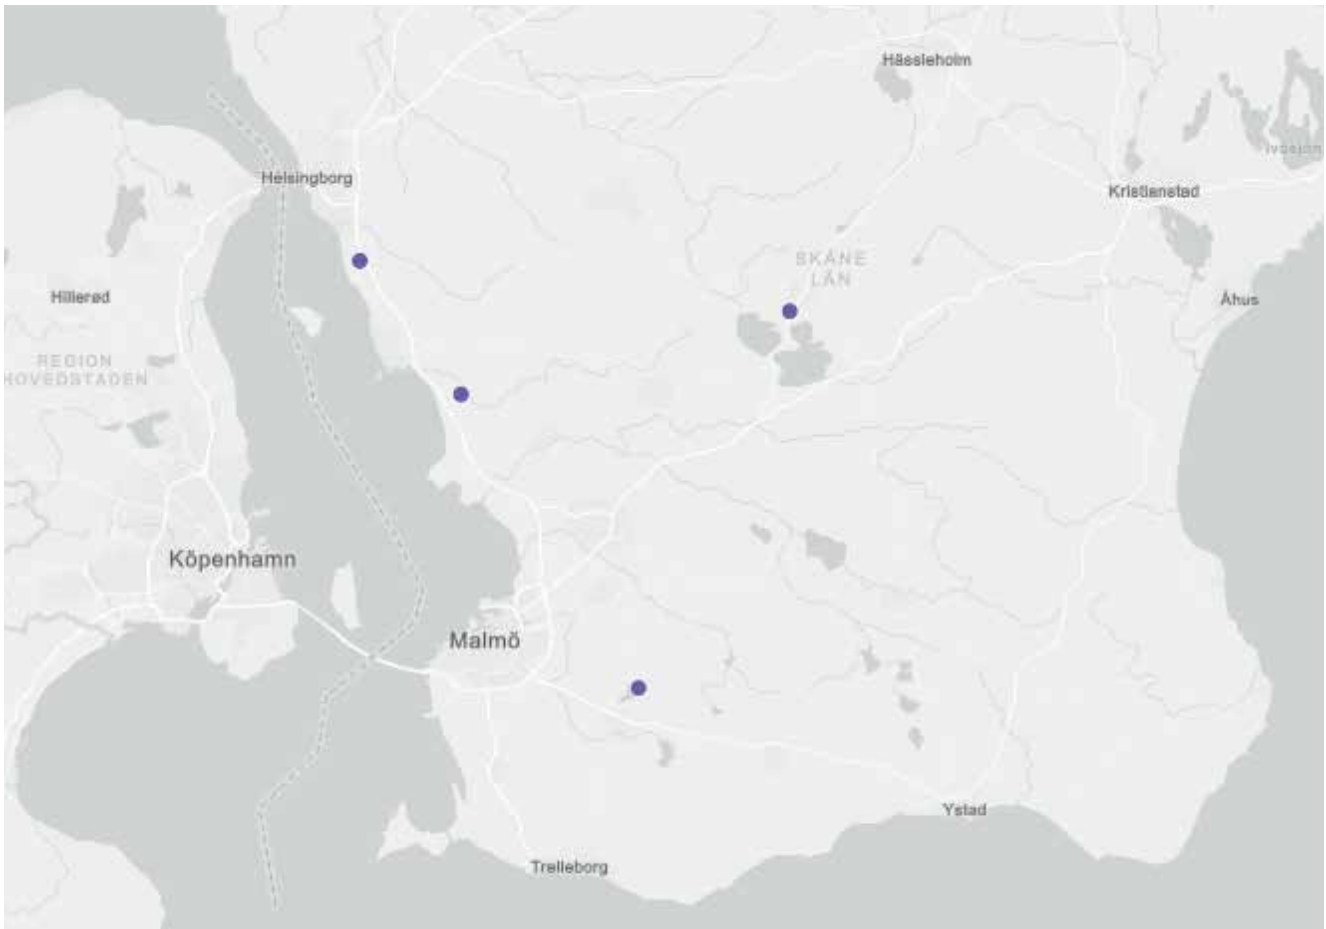 Hässleholm
Helsingborg
Kristianstad
SKÅNE
LÄN
Hillerød
Åhus
REGION
HOVEDSTADEN
Köpenhamn
Malmö
Ystad
Trelleborg